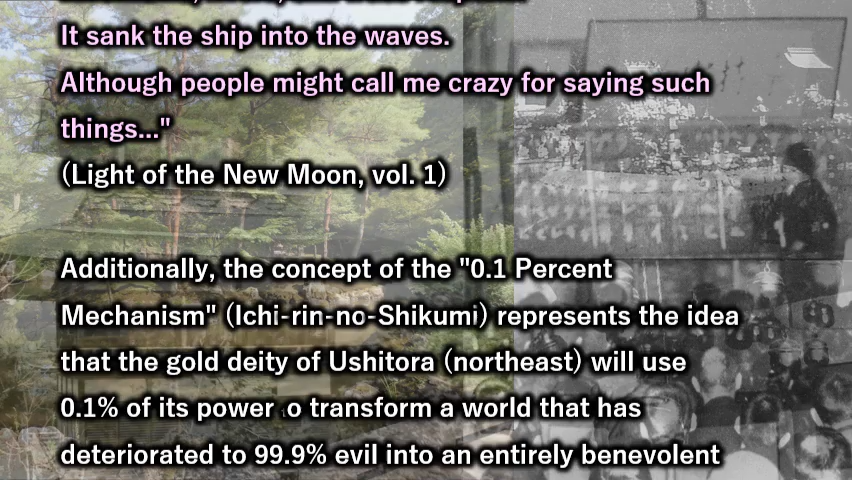 It sank the ship into the waves.
Although people might call me crazy for saying such
things..."
(Light of the New Moon, vol. 1)
Additionally, the concept of the "0.1 Percent
Mechanism" (Ichi-rin-no-Shikumi) represents the idea
that the gold deity of Ushitora (northeast) will use
0.1% of its power o transform a world that has
deteriorated to 99.9% evil into an entirely benevolent